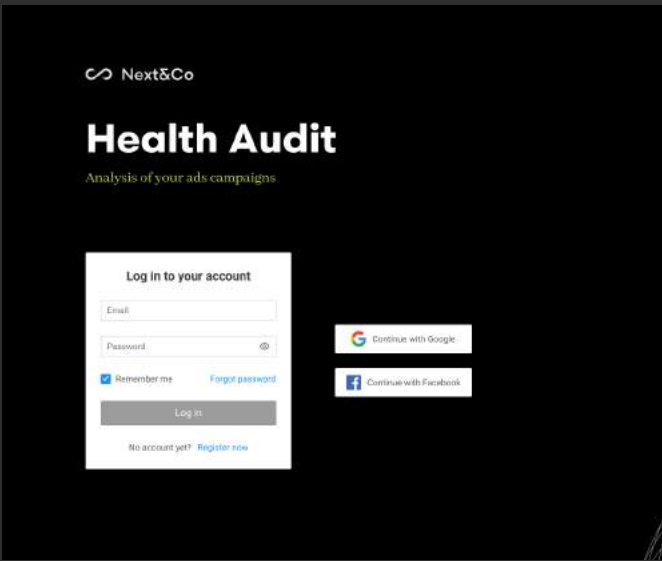 Next&Co
Health Audit
Analysis of your ads campaigns
Log in to your account
Email
Password
Remember me Forgot password
Log in
No account yet? Register now
Continue with Google
Continue with Facebook